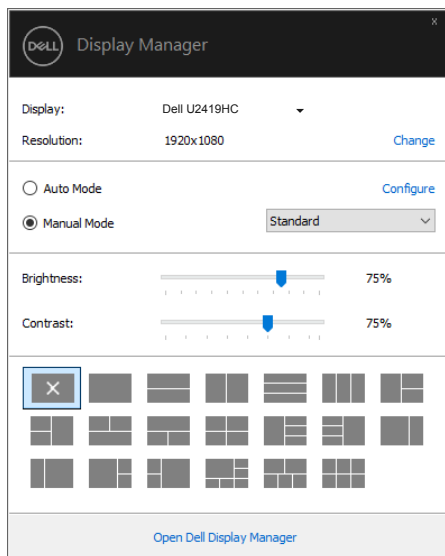 x
DELL Display Manager
Display: Dell U2419HC
Resolution: 1920x1080 Change
Auto Mode Configure
Manual Mode Standard
Brightness: 75%
Contrast: 75%
Open Dell Display Manager